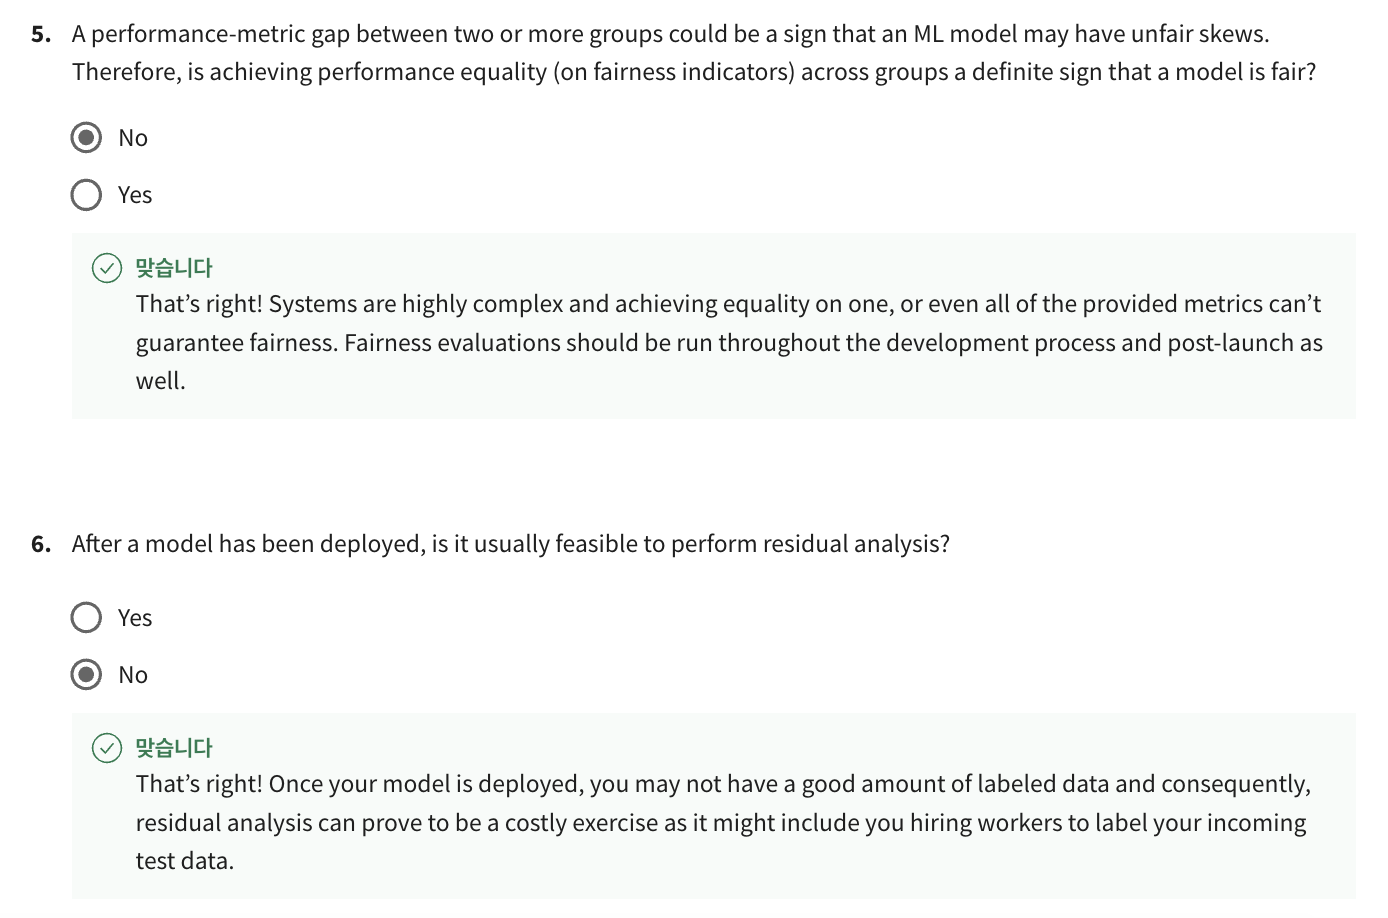 5. A performance-metric gap between two or more groups could be a sign that an ML model may have unfair skews.
Therefore, is achieving performance equality (on fairness indicators) across groups a definite sign that a model is fair?
No
Yes
맞습니다
That’s right! Systems are highly complex and achieving equality on one, or even all of the provided metrics can’t
guarantee fairness. Fairness evaluations should be run throughout the development process and post-launch as
well.
6. After a model has been deployed, is it usually feasible to perform residual analysis?
Yes
No
맞습니다
That’s right! Once your model is deployed, you may not have a good amount of labeled data and consequently,
residual analysis can prove to be a costly exercise as it might include you hiring workers to label your incoming
test data.